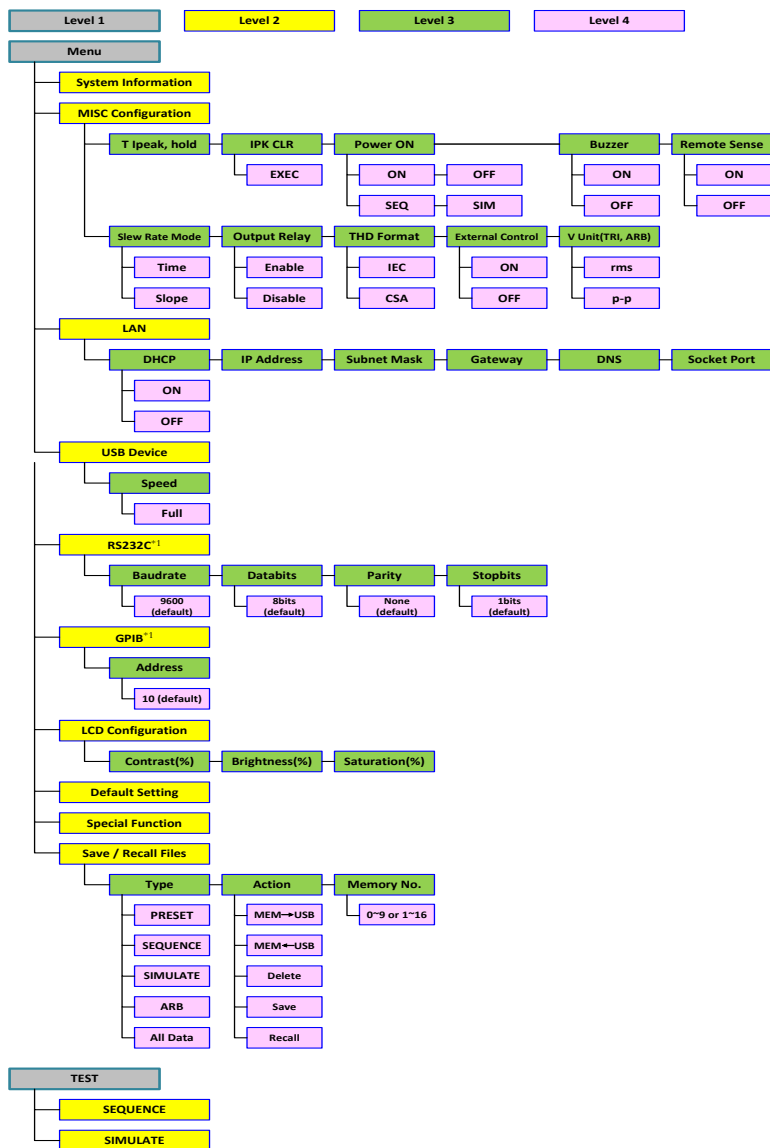 Level 1 Level 2 Level 3 Level 4
Menu
System Information
MISC Configuration
T Ipeak, hold IPK CLR Power ON Buzzer Remote Sense
EXEC ON OFF ON ON
SEQ SIM OFF OFF
Slew Rate Mode Output Relay THD Format External Control V Unit(TRI, ARB)
Time Enable IEC ON rms
Slope Disable CSA OFF p-p
LAN
DHCP IP Address Subnet Mask Gateway DNS Socket Port
ON
OFF
USB Device
Speed
Full
RS232C*1
Baudrate Databits Parity Stopbits
9600 8bits None 1bits
(default) (default) (default) (default)
GPIB*1
Address
10 (default)
LCD Configuration
Contrast(%) Brightness(%) Saturation(%)
Default Setting
Special Function
Save / Recall Files
Type Action Memory No.
PRESET MEM→USB 0~9 or 1~16
SEQUENCE MEM←USB
SIMULATE Delete
ARB Save
All Data Recall
TEST
SEQUENCE
SIMULATE